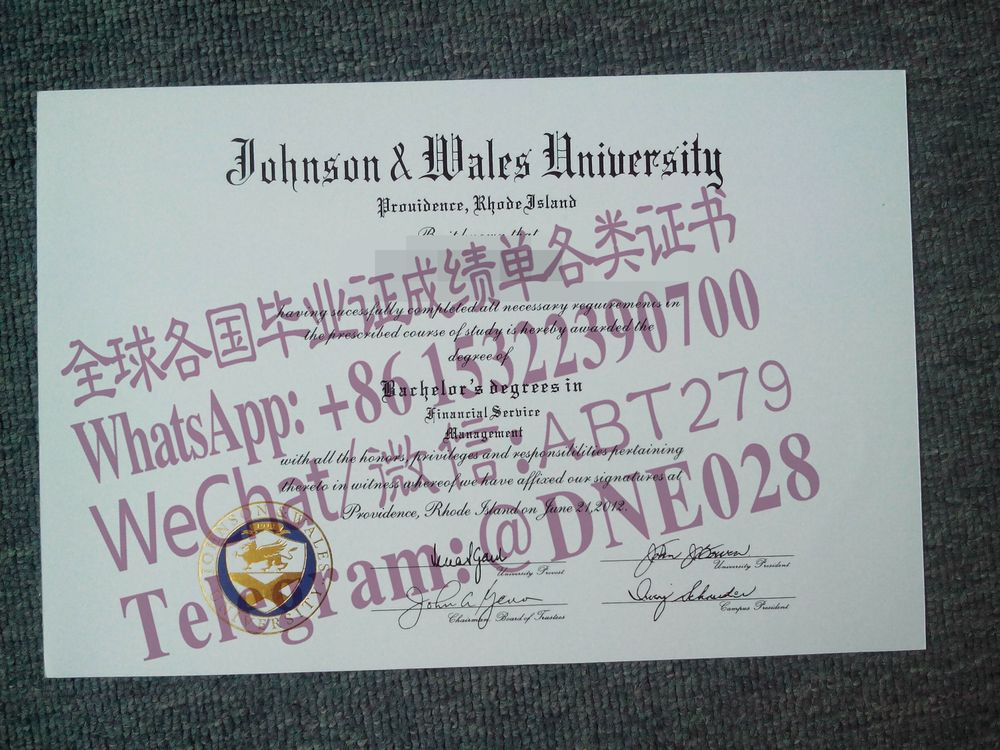 Johnson & Wales University
Providence, Rhode Island
全球各国毕业证成绩单各类证书
having sucessfully completed all necessary requirements in
the prescribed course of study is hereby awarded the
degree of
WhatsApp: +86 15322390700
Bachelor's degrees in
Financial Service
Management
WeChat/微信:ABT279
with all the honors, privileges and responsibilities pertaining
thereto in witness whereof we have affixed our signatures at
Providence, Rhode Island on June 21,2012.
Telegram:@DNE028
JOHNSON & WALES
UNIVERSITY
University Provost
University President
Chairman, Board of Trustees
Campus President